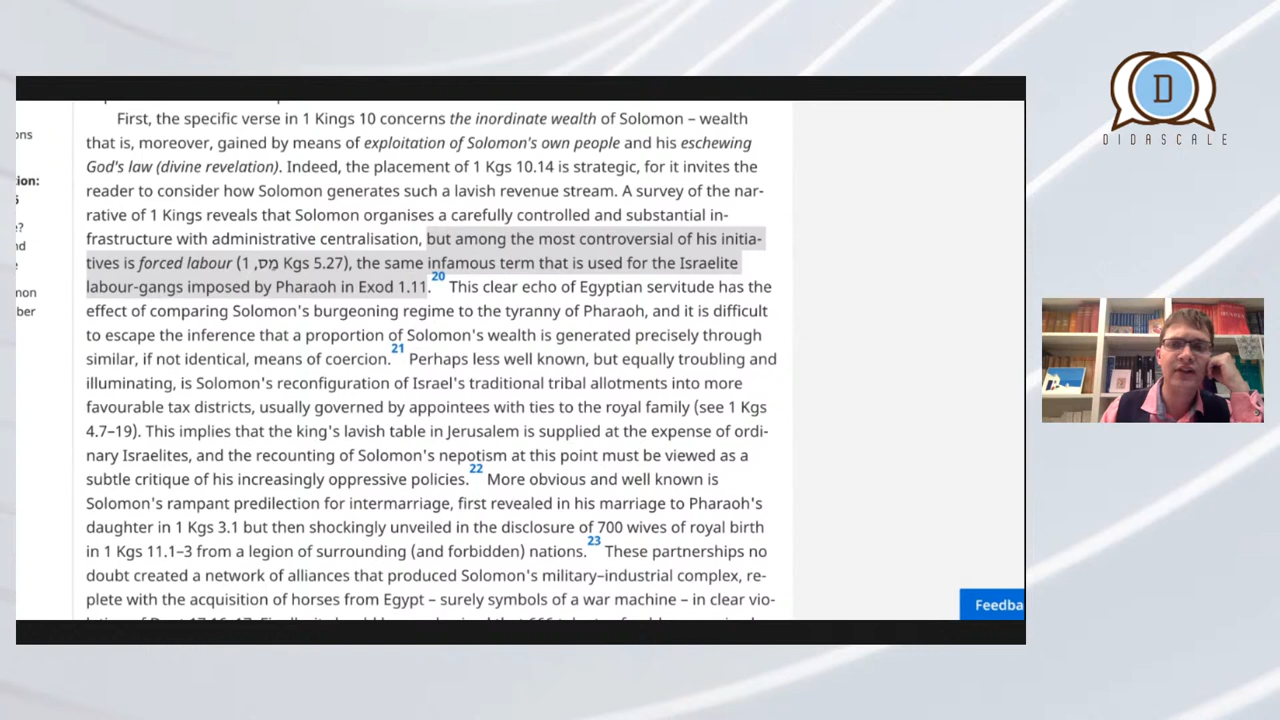 First, the specific verse in 1 Kings 10 concerns the inordinate wealth of Solomon – wealth
that is, moreover, gained by means of exploitation of Solomon's own people and his eschewing
God's law (divine revelation). Indeed, the placement of 1 Kgs 10.14 is strategic, for it invites the
reader to consider how Solomon generates such a lavish revenue stream. A survey of the nar-
rative of 1 Kings reveals that Solomon organises a carefully controlled and substantial in-
frastructure with administrative centralisation, but among the most controversial of his initia-
tives is forced labour (מַס, 1 Kgs 5.27), the same infamous term that is used for the Israelite
labour-gangs imposed by Pharaoh in Exod 1.11.20 This clear echo of Egyptian servitude has the
effect of comparing Solomon's burgeoning regime to the tyranny of Pharaoh, and it is difficult
to escape the inference that a proportion of Solomon's wealth is generated precisely through
similar, if not identical, means of coercion.21 Perhaps less well known, but equally troubling and
illuminating, is Solomon's reconfiguration of Israel's traditional tribal allotments into more
favourable tax districts, usually governed by appointees with ties to the royal family (see 1 Kgs
4.7–19). This implies that the king's lavish table in Jerusalem is supplied at the expense of ordi-
nary Israelites, and the recounting of Solomon's nepotism at this point must be viewed as a
subtle critique of his increasingly oppressive policies.22 More obvious and well known is
Solomon's rampant predilection for intermarriage, first revealed in his marriage to Pharaoh's
daughter in 1 Kgs 3.1 but then shockingly unveiled in the disclosure of 700 wives of royal birth
in 1 Kgs 11.1–3 from a legion of surrounding (and forbidden) nations.23 These partnerships no
doubt created a network of alliances that produced Solomon's military–industrial complex, re-
plete with the acquisition of horses from Egypt – surely symbols of a war machine – in clear vio-
ons
ion:
5
?
nd
e
non
ber
Feedba
D
DIDASCALE